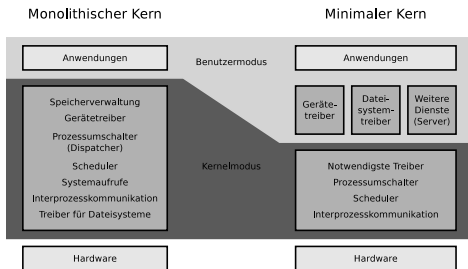 Monolithischer Kern
Minimaler Kern
Anwendungen
Benutzermodus
Anwendungen
Geräte-
treiber
Datei-
system-
treiber
Weitere
Dienste
(Server)
Speicherverwaltung
Gerätetreiber
Prozessumschalter
(Dispatcher)
Scheduler
Systemaufrufe
Interprozesskommunikation
Treiber für Dateisysteme
Kernelmodus
Notwendigste Treiber
Prozessumschalter
Scheduler
Interprozesskommunikation
Hardware
Hardware